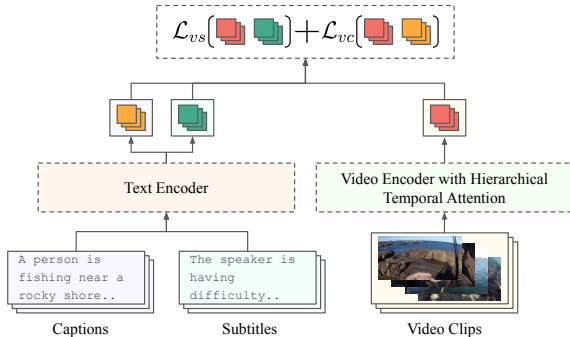 ℒvs( ) + ℒvc( )
Text Encoder
Video Encoder with Hierarchical
Temporal Attention
A person is
fishing near a
rocky shore..
The speaker is
having
difficulty..
Captions
Subtitles
Video Clips